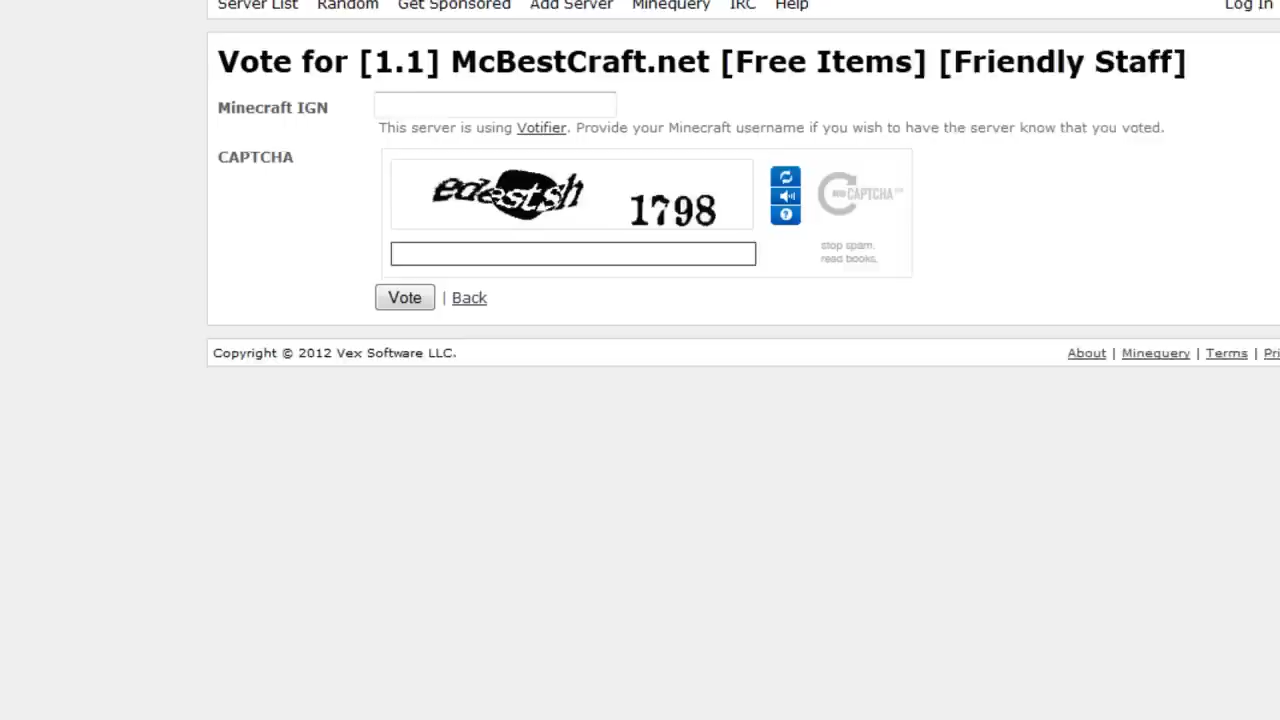 Server List Random Get Sponsored Add Server Minequery IRC Help Log In
Vote for [1.1] McBestCraft.net [Free Items] [Friendly Staff]
Minecraft IGN
This server is using Votifier. Provide your Minecraft username if you wish to have the server know that you voted.
CAPTCHA
1798
CAPTCHA
stop spam.
read books.
Vote | Back
Copyright © 2012 Vex Software LLC. About | Minequery | Terms |